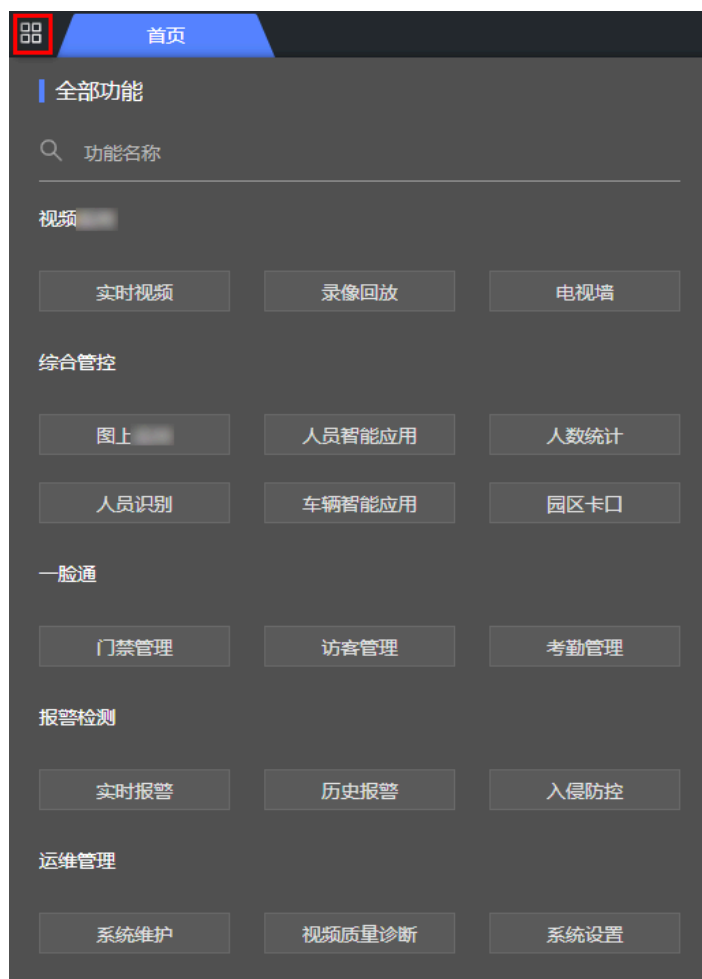 首页
全部功能
功能名称
视频
实时视频 录像回放 电视墙
综合管控
图上 人员智能应用 人数统计
人员识别 车辆智能应用 园区卡口
一脸通
门禁管理 访客管理 考勤管理
报警检测
实时报警 历史报警 入侵防控
运维管理
系统维护 视频质量诊断 系统设置